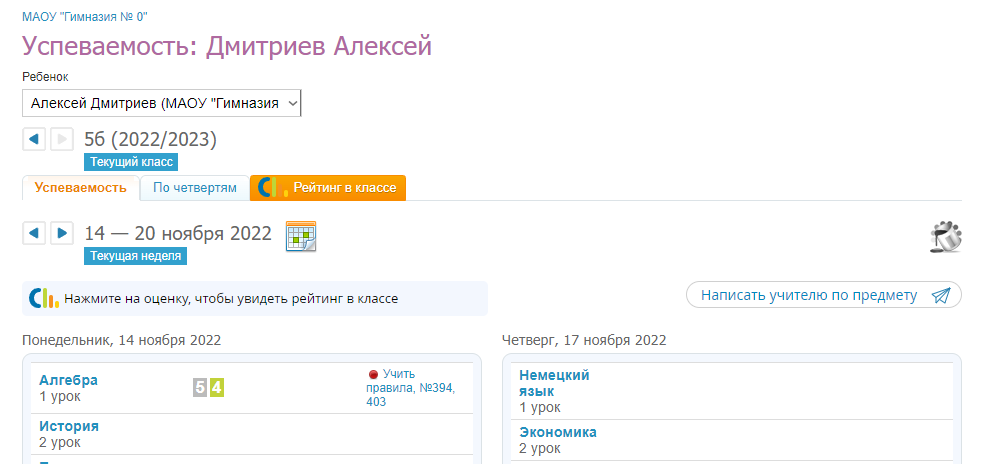 МАОУ "Гимназия № 0"
Успеваемость: Дмитриев Алексей
Ребенок
Алексей Дмитриев (МАОУ "Гимназия
5б (2022/2023)
Текущий класс
Успеваемость
По четвертям
Рейтинг в классе
14 — 20 ноября 2022
Текущая неделя
Нажмите на оценку, чтобы увидеть рейтинг в классе
Написать учителю по предмету
Понедельник, 14 ноября 2022
Алгебра
1 урок
5 4
Учить
правила, №394,
403
История
2 урок
Четверг, 17 ноября 2022
Немецкий
язык
1 урок
Экономика
2 урок